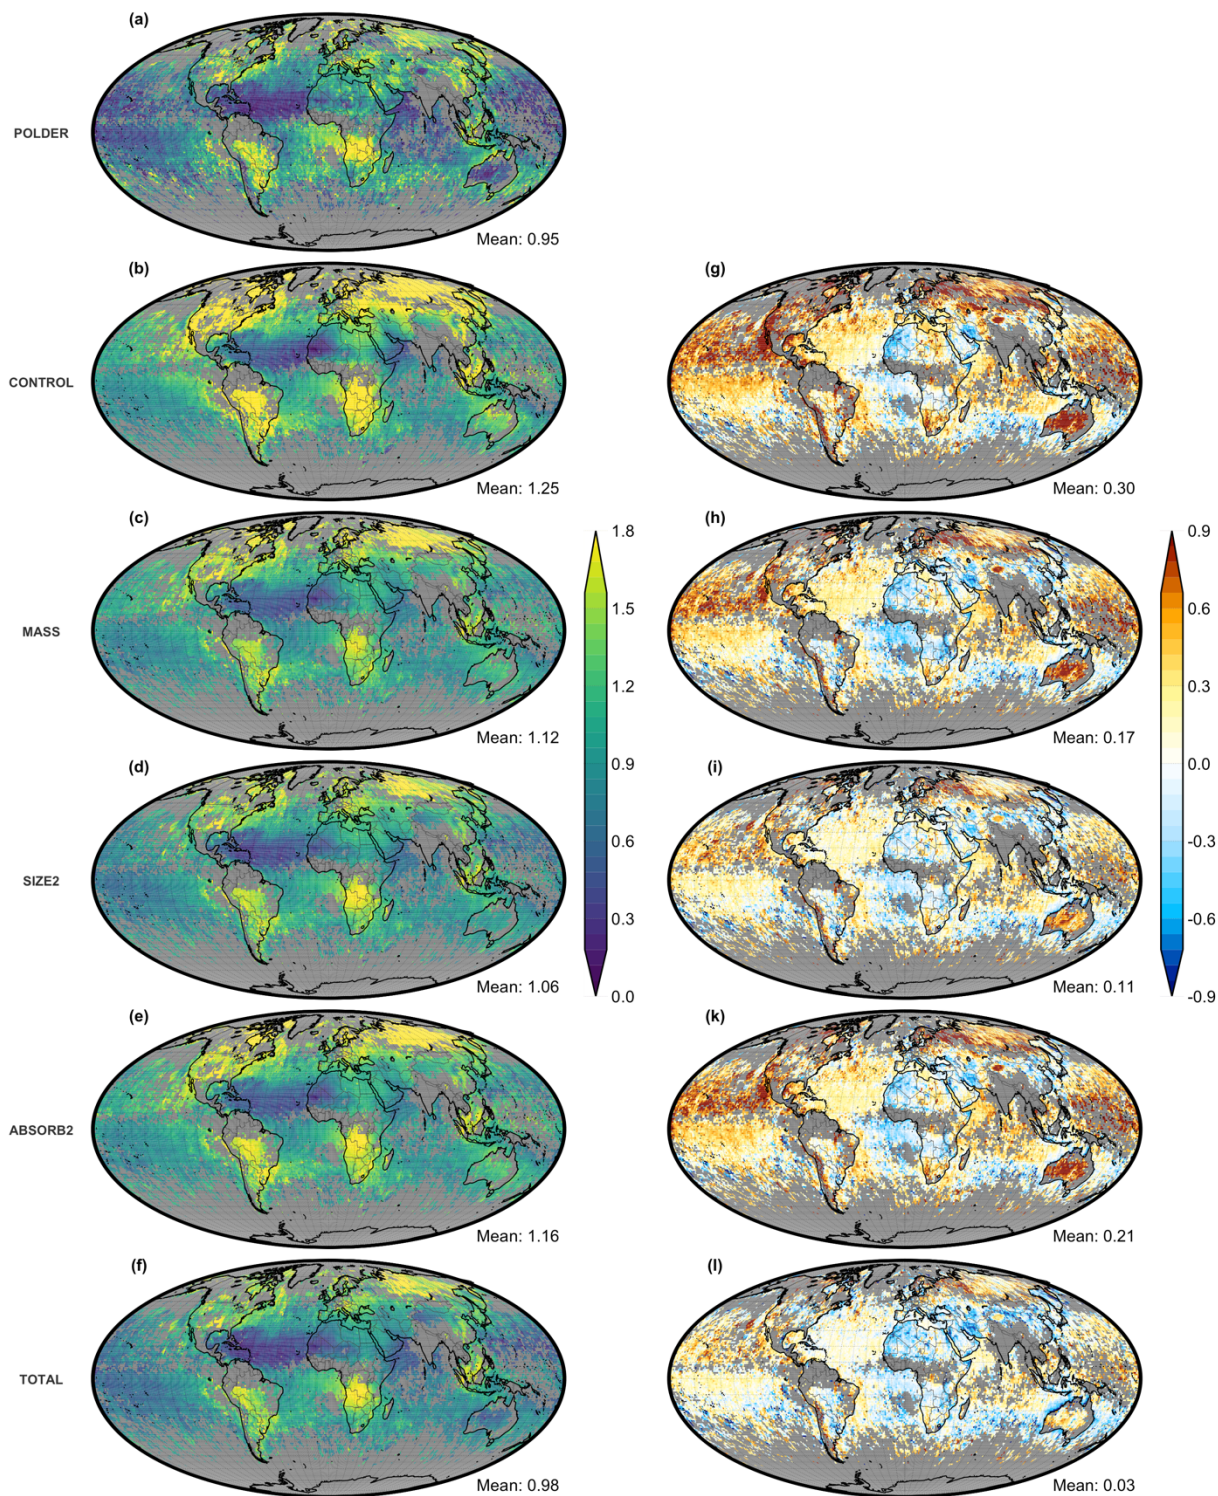 (a)
POLDER
Mean: 0.95
(b)
(g)
CONTROL
Mean: 1.25
Mean: 0.30
(c)
(h)
1.8
0.9
1.5
0.6
MASS
1.2
0.3
Mean: 1.12
Mean: 0.17
(d)
(i)
0.9
0.0
0.6
-0.3
SIZE2
0.3
-0.6
Mean: 1.06
Mean: 0.11
0.0
-0.9
(e)
(k)
ABSORB2
Mean: 1.16
Mean: 0.21
(f)
(l)
TOTAL
Mean: 0.98
Mean: 0.03